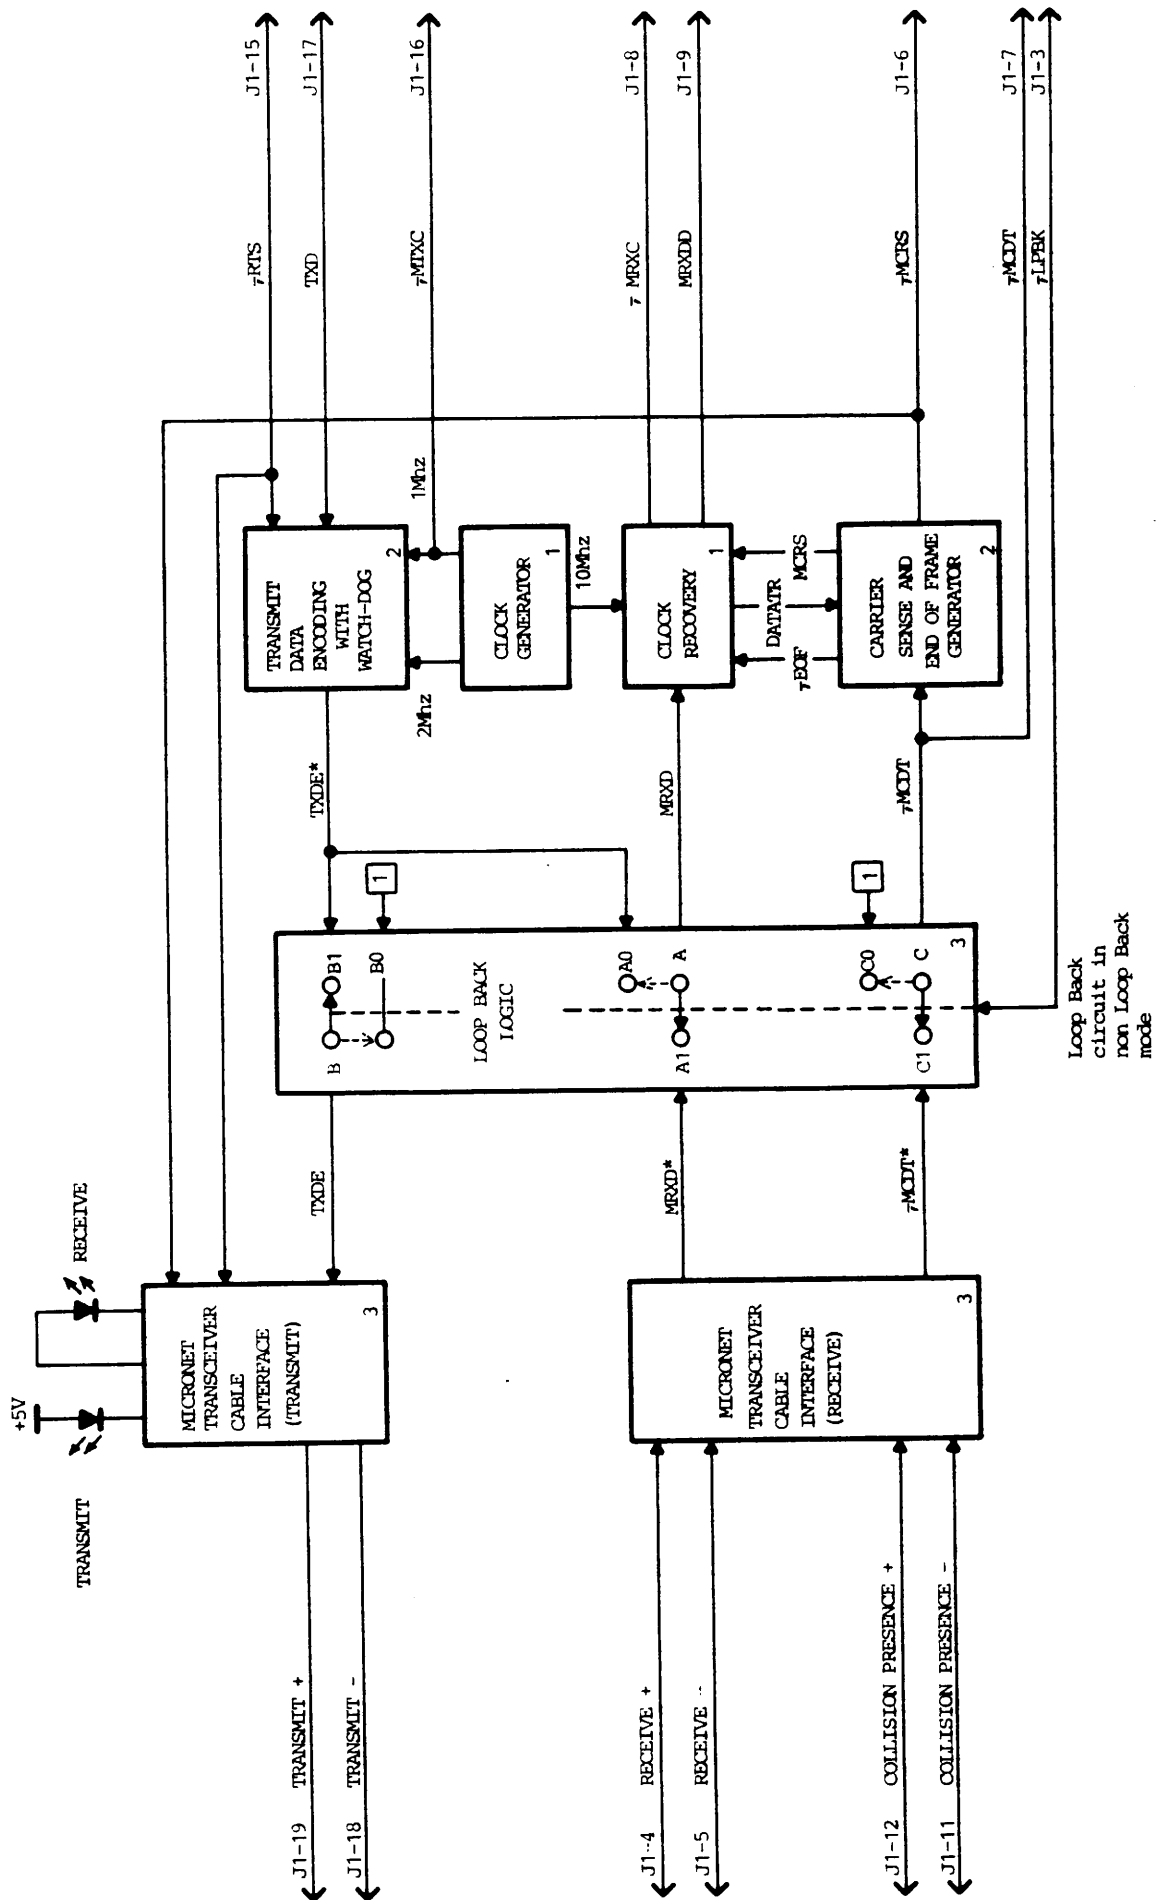 J1-19 TRANSMIT +
J1-18 TRANSMIT -
J1-4 RECEIVE +
J1-5 RECEIVE -
J1-12 COLLISION PRESENCE +
J1-11 COLLISION PRESENCE -
TRANSMIT
+5V
RECEIVE
MICRONET
TRANSCEIVER
CABLE
INTERFACE
(TRANSMIT)
3
MICRONET
TRANSCEIVER
CABLE
INTERFACE
(RECEIVE)
3
TXDE
MRXD*
¬MCDT*
B
B1
B0
LOOP BACK
LOGIC
A0
A1
A
C0
C1
C
3
1
1
Loop Back
circuit in
non Loop Back
mode
TXDE*
MRXD
¬MCDT
TRANSMIT
DATA
ENCODING
WITH
WATCH-DOG
2
2Mhz
1Mhz
CLOCK
GENERATOR
1
10Mhz
CLOCK
RECOVERY
1
¬EOF
DATATR
MCRS
CARRIER
SENSE AND
END OF FRAME
GENERATOR
2
¬RTS
J1-15
TXD
J1-17
¬MTXC
J1-16
¬ MRXC
J1-8
MRXDD
J1-9
¬MCRS
J1-6
¬MCDT
J1-7
¬LPBK
J1-3